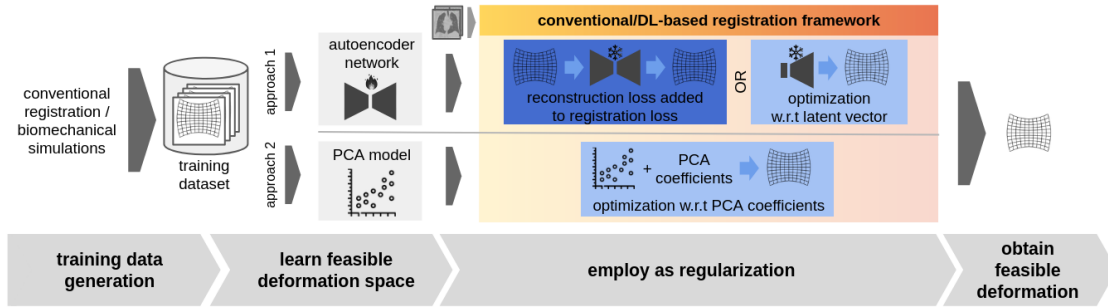 conventional
registration /
biomechanical
simulations
training
dataset
approach 1
autoencoder
network
approach 2
PCA model
conventional/DL-based registration framework
reconstruction loss added
to registration loss
OR
optimization
w.r.t latent vector
+ PCA
coefficients
optimization w.r.t PCA coefficients
training data
generation
learn feasible
deformation space
employ as regularization
obtain
feasible
deformation